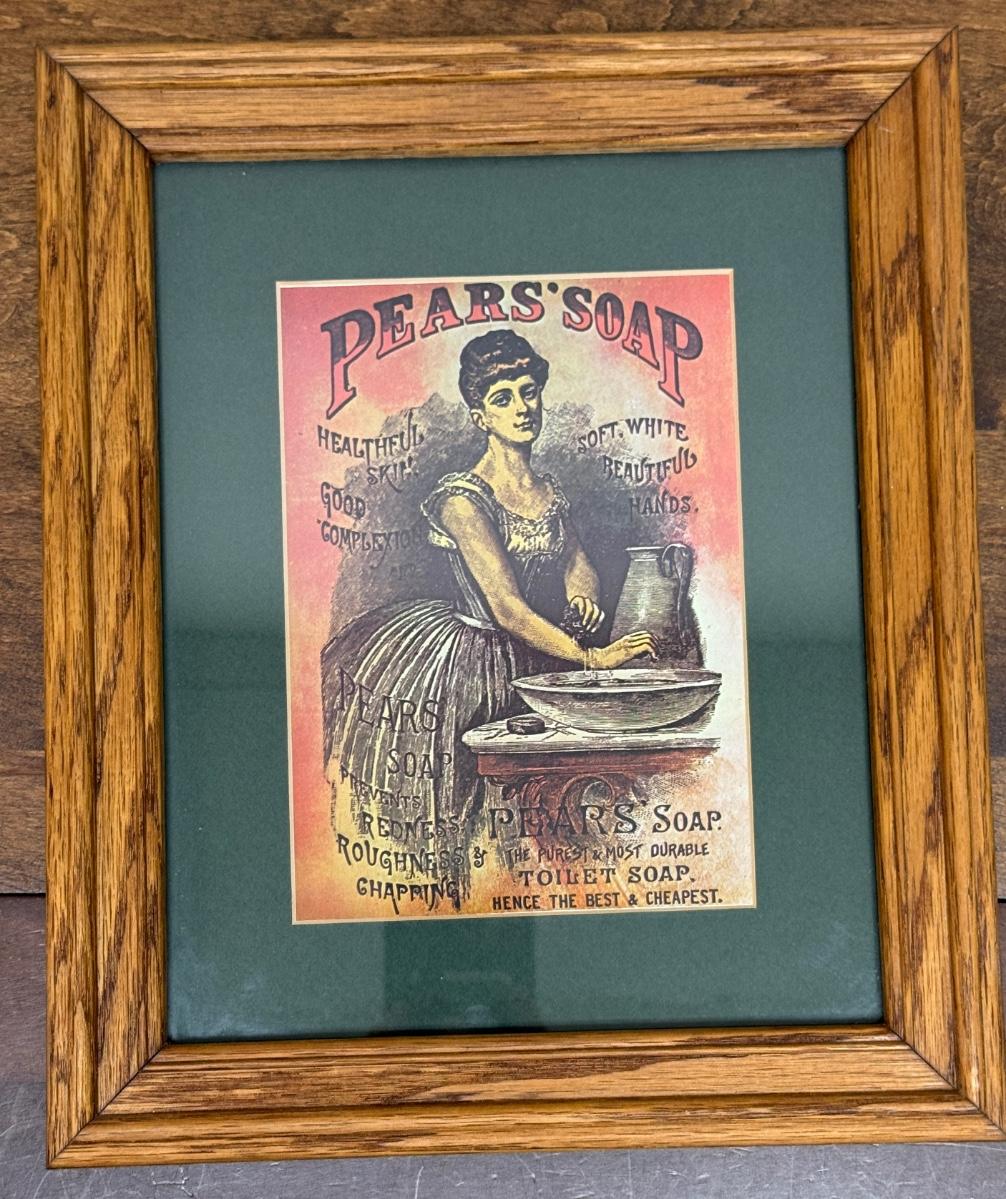 PEARS' SOAP
HEALTHFUL
SKIN.
GOOD
COMPLEXION
SOFT, WHITE
BEAUTIFUL
HANDS.
PEARS
SOAP
PREVENTS
REDNESS
ROUGHNESS &
CHAPPING
PEARS' SOAP.
THE PUREST & MOST DURABLE
TOILET SOAP.
HENCE THE BEST & CHEAPEST.